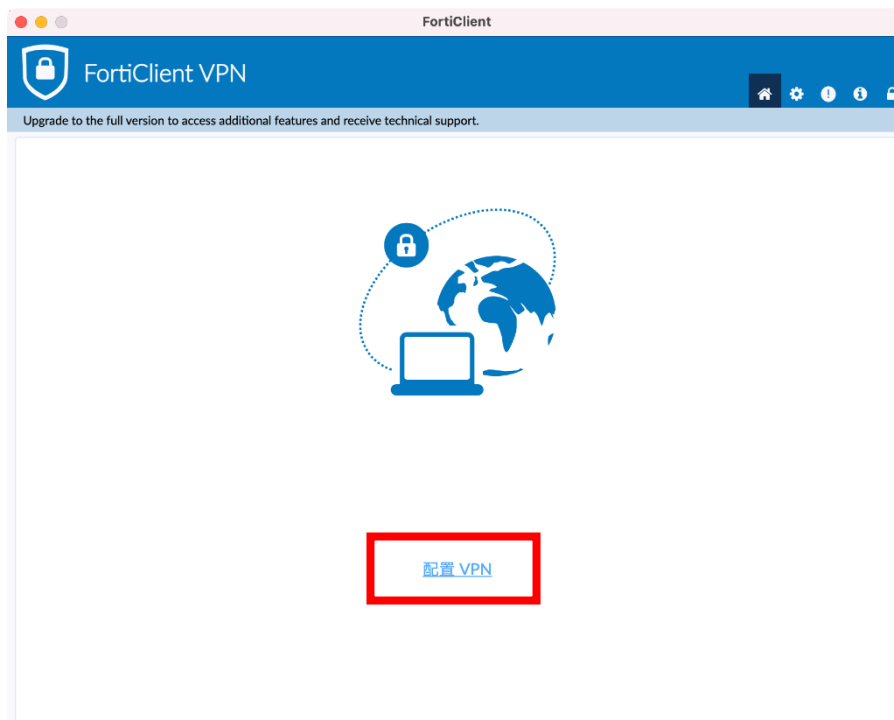 FortiClient
FortiClient VPN
Upgrade to the full version to access additional features and receive technical support.
配置 VPN